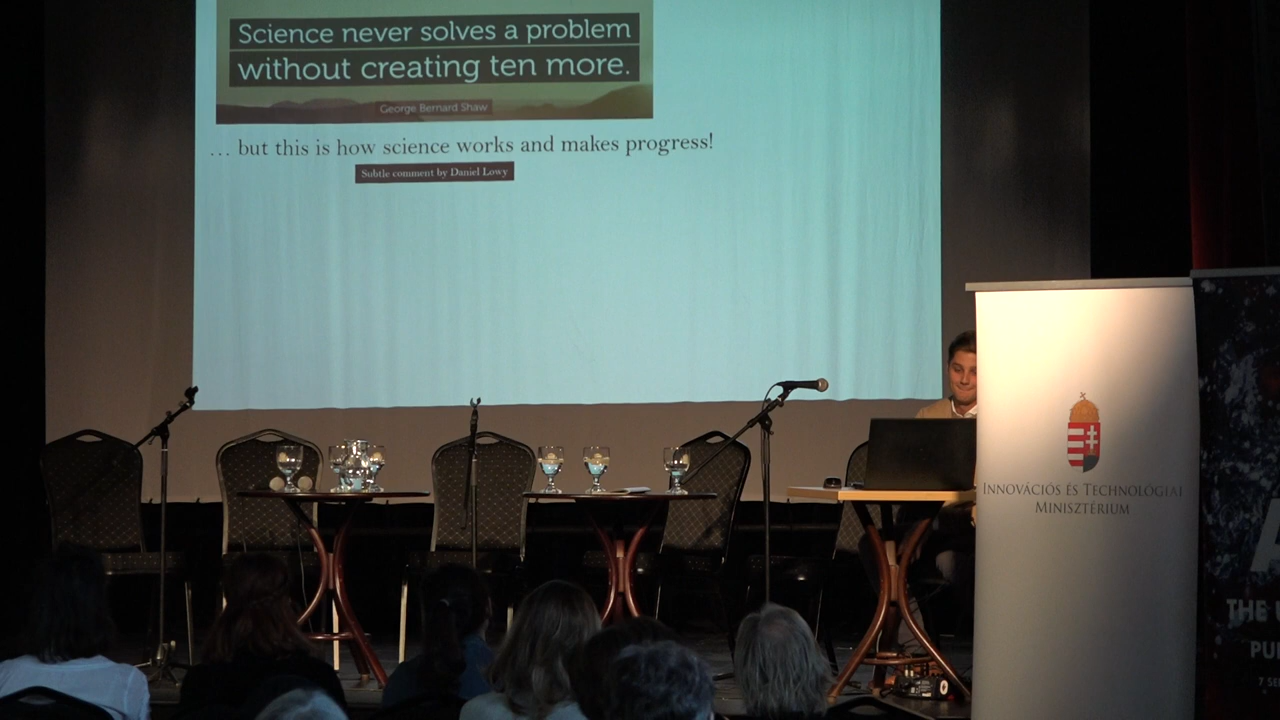 Science never solves a problem
without creating ten more.
George Bernard Shaw
… but this is how science works and makes progress!
Subtle comment by Daniel Lowy
INNOVÁCIÓS ÉS TECHNOLÓGIAI
MINISZTÉRIUM
THE